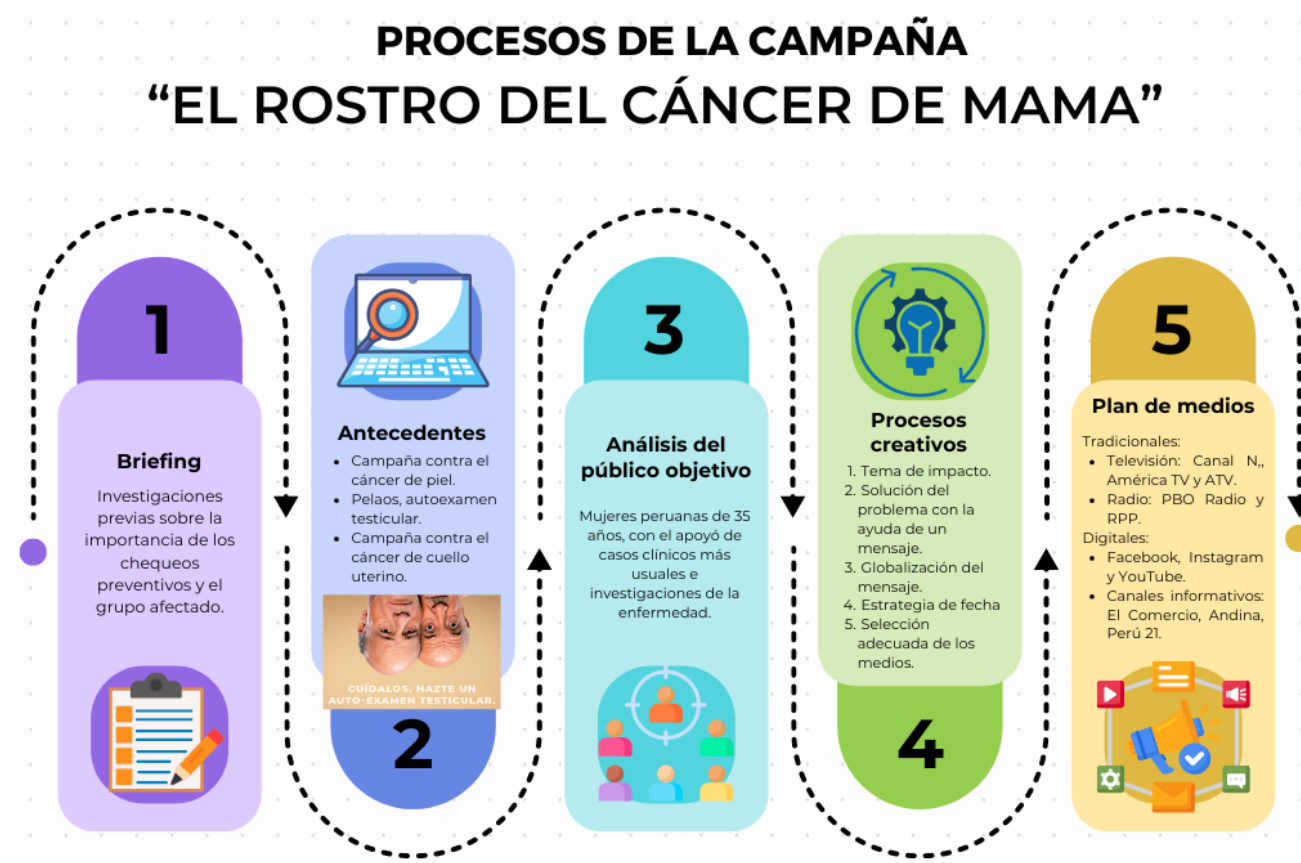 PROCESOS DE LA CAMPAÑA
“EL ROSTRO DEL CÁNCER DE MAMA”
1
Briefing
Investigaciones
previas sobre la
importancia de los
chequeos
preventivos y el
grupo afectado.
Antecedentes
• Campaña contra el
cáncer de piel.
• Pelaos, autoexamen
testicular.
• Campaña contra el
cáncer de cuello
uterino.
CUÍDALOS. HAZTE UN
AUTO-EXAMEN TESTICULAR.
2
3
Análisis del
público objetivo
Mujeres peruanas de 35
años, con el apoyó de
casos clínicos más
usuales e
investigaciones de la
enfermedad.
Procesos
creativos
1. Tema de impacto.
2. Solución del
problema con la
ayuda de un
mensaje.
3. Globalización del
mensaje.
4. Estrategia de fecha
5. Selección
adecuada de los
medios.
4
5
Plan de medios
Tradicionales:
• Televisión: Canal N,,
América TV y ATV.
• Radio: PBO Radio y
RPP.
Digitales:
• Facebook, Instagram
y YouTube.
• Canales informativos:
El Comercio, Andina,
Perú 21.